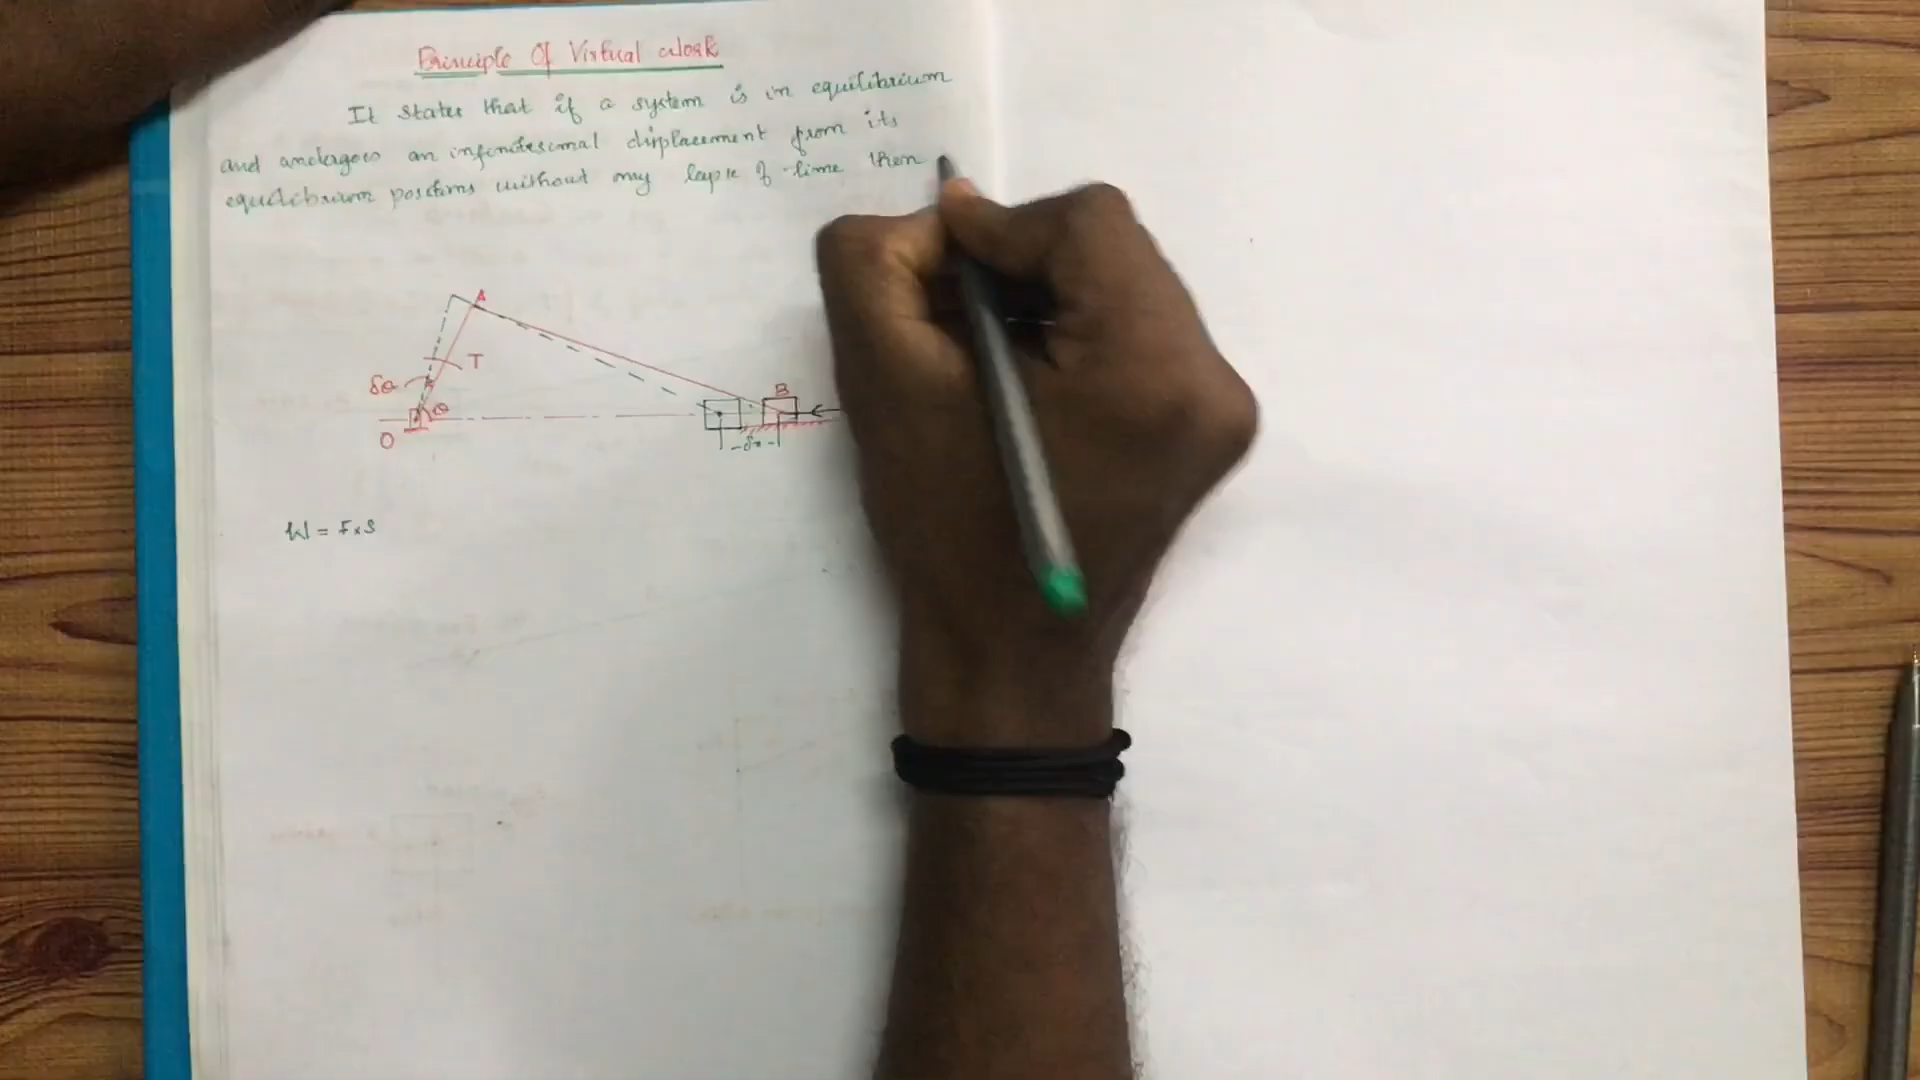 Principle Of Virtual Work
It states that if a system is in equilibrium
and undergoes an infinitesimal displacement from its
equilibrium positions without any lapse of time then
A
T
δθ
θ
B
O
δx
W = F×S